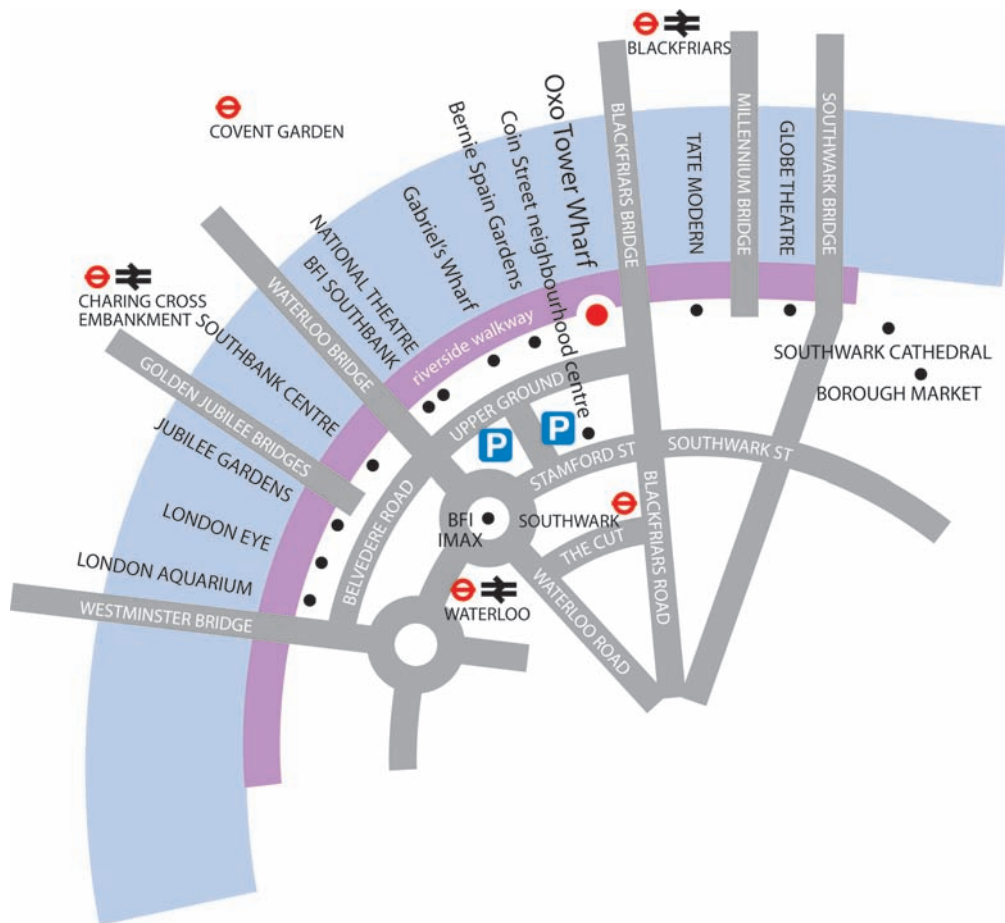 BLACKFRIARS
COVENT GARDEN
CHARING CROSS
EMBANKMENT
Oxo Tower Wharf
Coin Street neighbourhood centre
Bernie Spain Gardens
Gabriel's Wharf
NATIONAL THEATRE
BFI SOUTHBANK
SOUTHBANK CENTRE
JUBILEE GARDENS
LONDON EYE
LONDON AQUARIUM
BLACKFRIARS BRIDGE
TATE MODERN
MILLENNIUM BRIDGE
GLOBE THEATRE
SOUTHWARK BRIDGE
WATERLOO BRIDGE
GOLDEN JUBILEE BRIDGES
WESTMINSTER BRIDGE
riverside walkway
SOUTHWARK CATHEDRAL
BOROUGH MARKET
UPPER GROUND
P
P
STAMFORD ST
SOUTHWARK ST
BELVEDERE ROAD
BFI
IMAX
SOUTHWARK
THE CUT
BLACKFRIARS ROAD
WATERLOO
WATERLOO ROAD